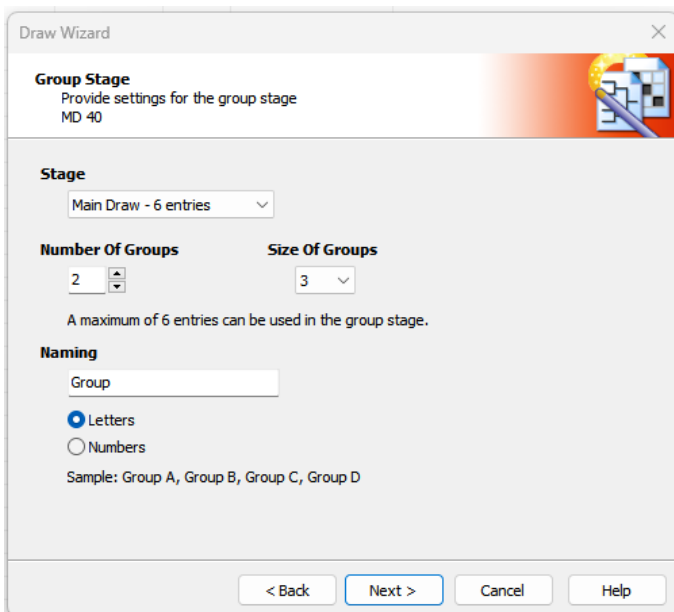 Draw Wizard
Group Stage
Provide settings for the group stage
MD 40
Stage
Main Draw - 6 entries
Number Of Groups Size Of Groups
2 3
A maximum of 6 entries can be used in the group stage.
Naming
Group
Letters
Numbers
Sample: Group A, Group B, Group C, Group D
< Back Next > Cancel Help